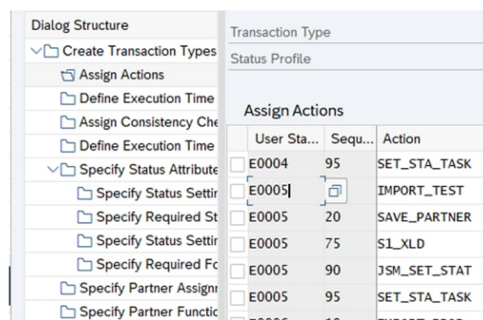 Dialog Structure
Create Transaction Types
Assign Actions
Define Execution Time
Assign Consistency Che
Define Execution Time
Specify Status Attribute
Specify Status Settir
Specify Required St
Specify Status Settir
Specify Required Fc
Specify Partner Assignr
Specify Partner Functic
Transaction Type
Status Profile
Assign Actions
User Sta... Sequ... Action
E0004 95 SET_STA_TASK
E0005 IMPORT_TEST
E0005 20 SAVE_PARTNER
E0005 75 S1_XLD
E0005 90 JSM_SET_STAT
E0005 95 SET_STA_TASK